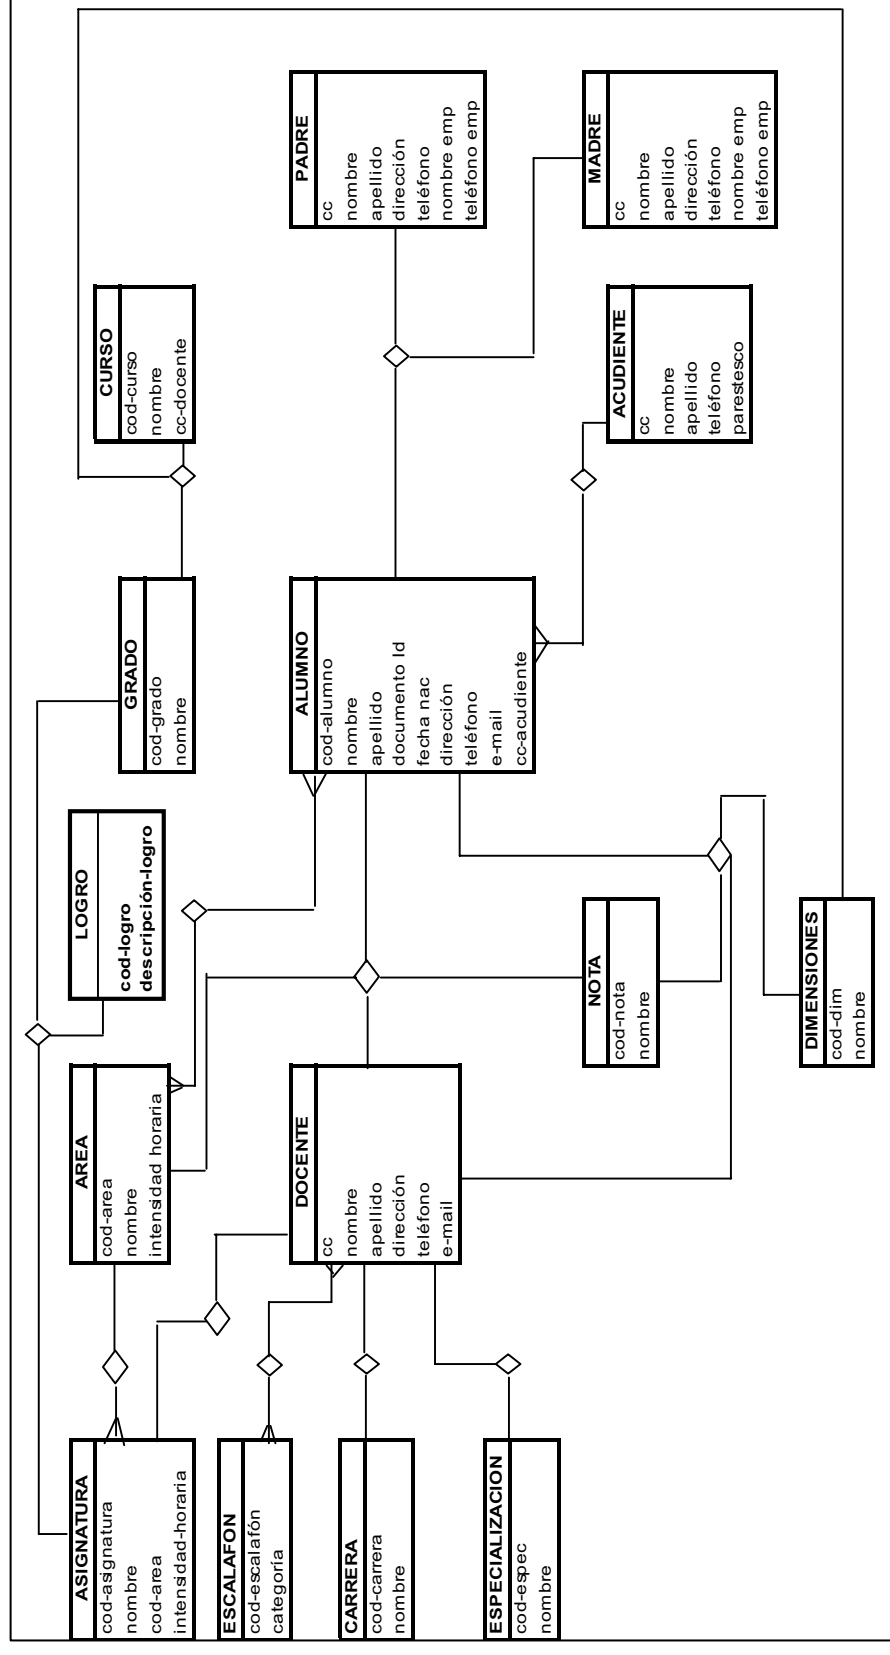 ASIGNATURA
cod-asignatura
nombre
cod-area
intensidad-horaria
AREA
cod-area
nombre
intensidad horaria
LOGRO
cod-logro
descripción-logro
GRADO
cod-grado
nombre
CURSO
cod-curso
nombre
cc-docente
ESCALAFON
cod-escalafón
categoría
CARRERA
cod-carrera
nombre
ESPECIALIZACION
cod-espec
nombre
DOCENTE
cc
nombre
apellido
dirección
teléfono
e-mail
ALUMNO
cod-alumno
nombre
apellido
documento Id
fecha nac
dirección
teléfono
e-mail
cc-acudiente
PADRE
cc
nombre
apellido
dirección
teléfono
nombre emp
teléfono emp
NOTA
cod-nota
nombre
ACUDIENTE
cc
nombre
apellido
teléfono
parestesco
MADRE
cc
nombre
apellido
dirección
teléfono
nombre emp
teléfono emp
DIMENSIONES
cod-dim
nombre